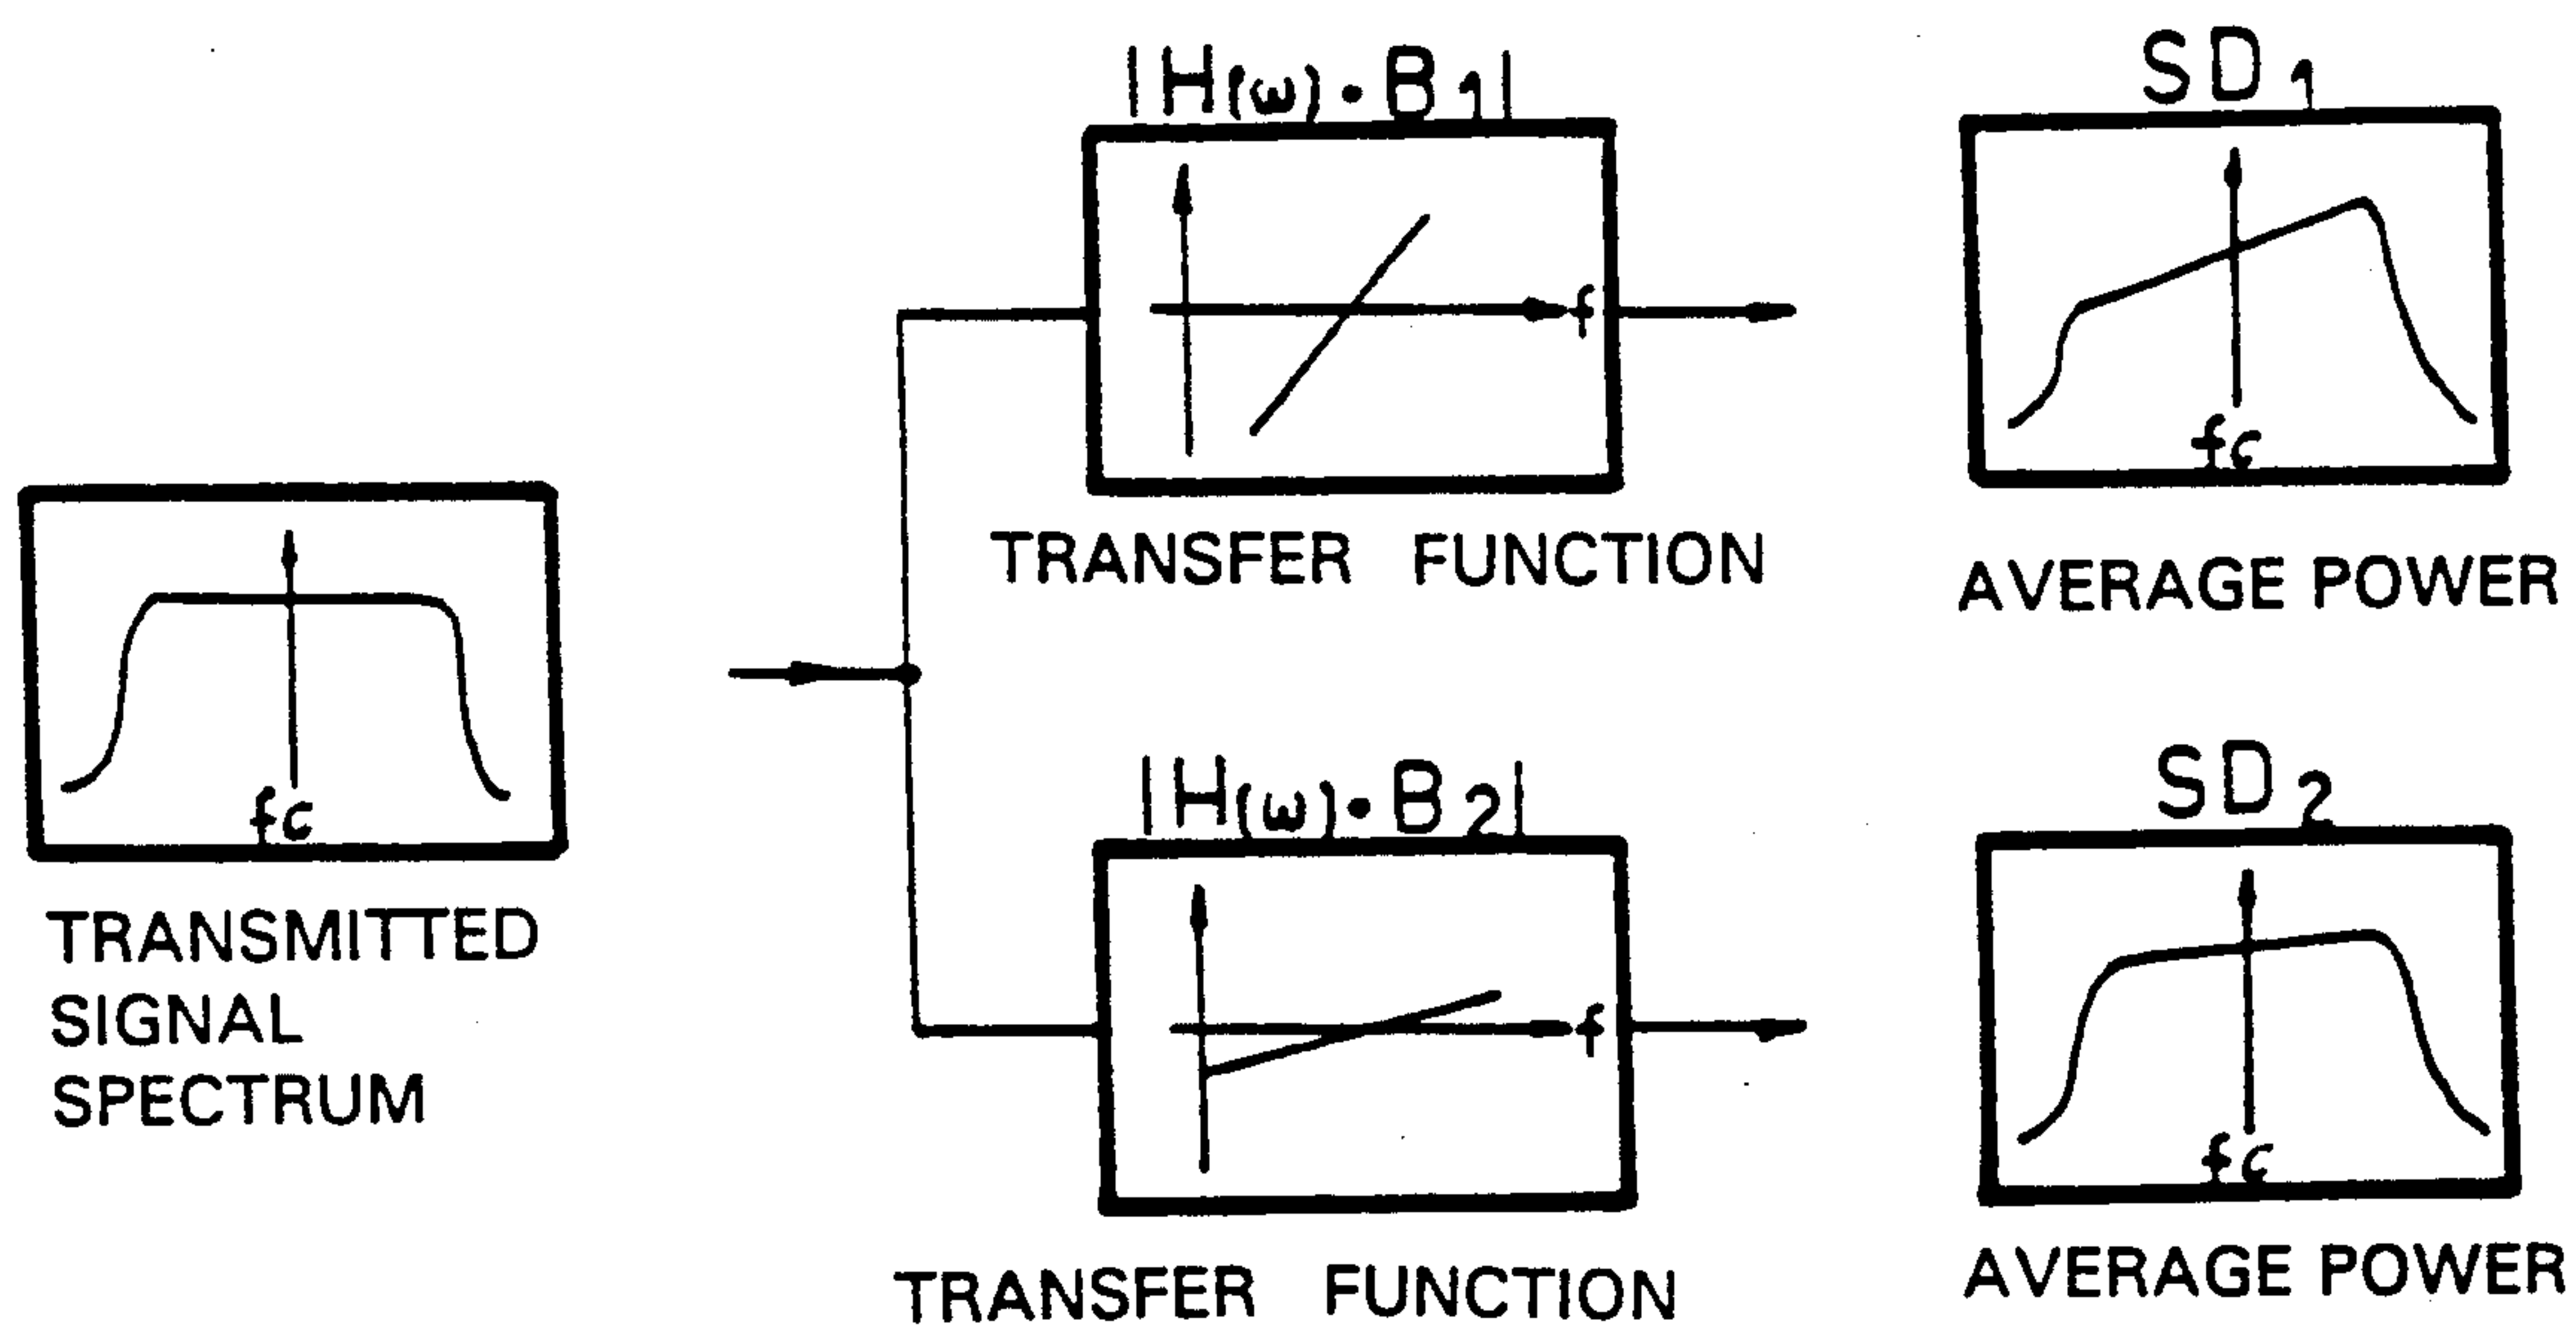 |H(ω)·B1|
SD1
f
fc
TRANSFER FUNCTION
AVERAGE POWER
fc
TRANSMITTED
SIGNAL
SPECTRUM
|H(ω)·B2|
SD2
f
fc
TRANSFER FUNCTION
AVERAGE POWER